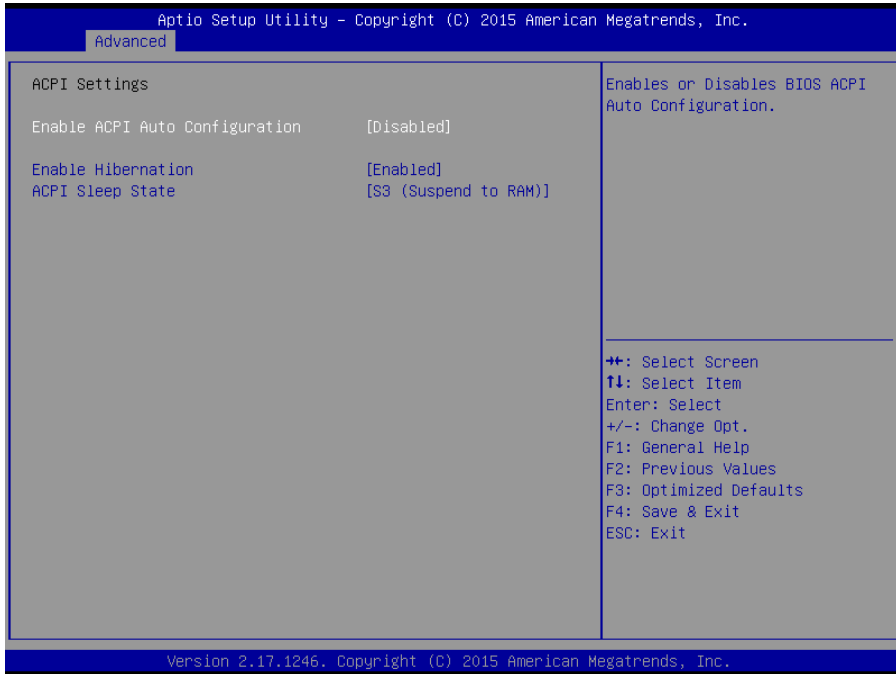 Aptio Setup Utility – Copyright (C) 2015 American Megatrends, Inc.
Advanced
ACPI Settings
Enable ACPI Auto Configuration [Disabled]
Enable Hibernation [Enabled]
ACPI Sleep State [S3 (Suspend to RAM)]
Enables or Disables BIOS ACPI
Auto Configuration.
→←: Select Screen
↑↓: Select Item
Enter: Select
+/-: Change Opt.
F1: General Help
F2: Previous Values
F3: Optimized Defaults
F4: Save & Exit
ESC: Exit
Version 2.17.1246. Copyright (C) 2015 American Megatrends, Inc.